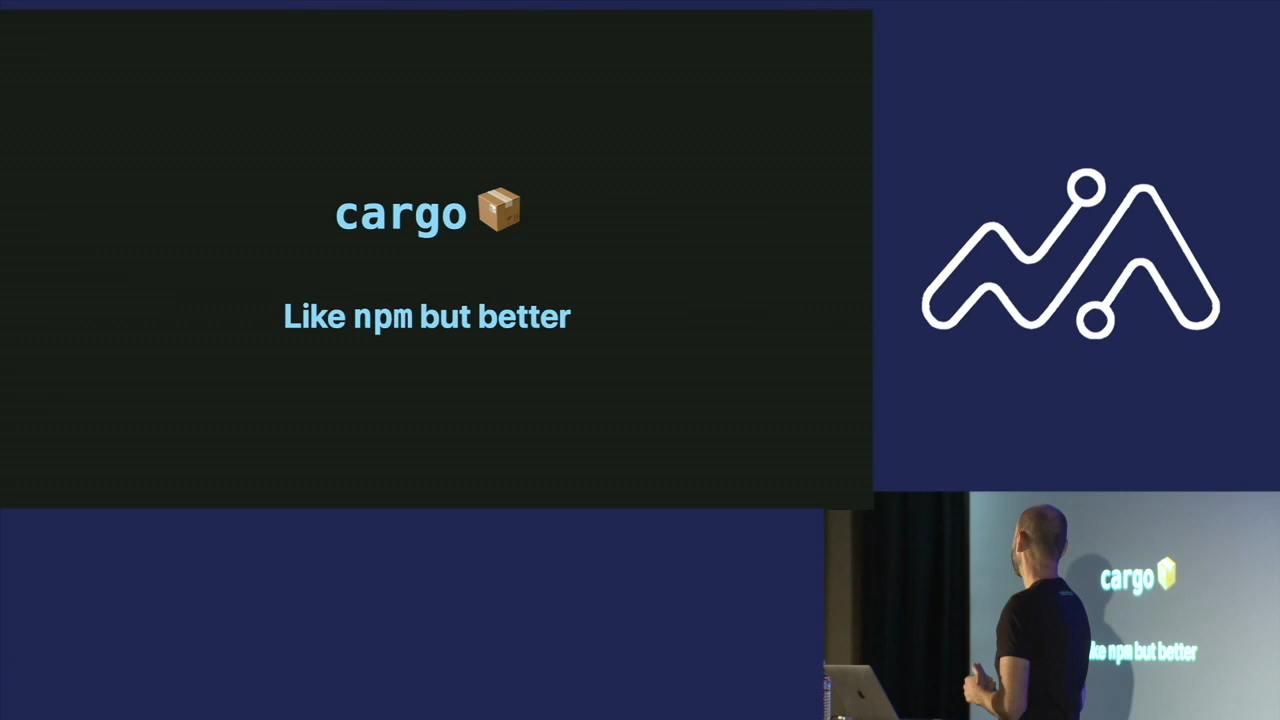 cargo 📦
Like npm but better
cargo
ke npm but better